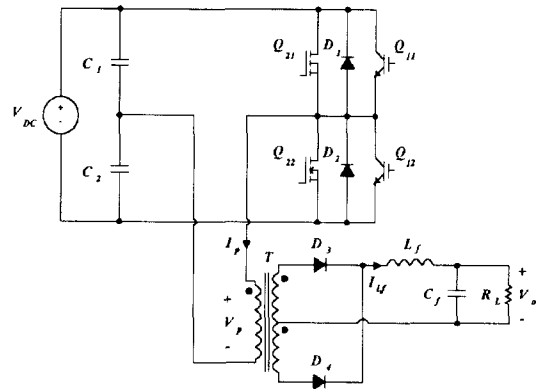 Q21 D1 Q11
C1
VDC + -
C2
Q22 D2 Q12
Ip T D3 Lf
+ Vp -
ILf
Cf RL + Vo -
D4